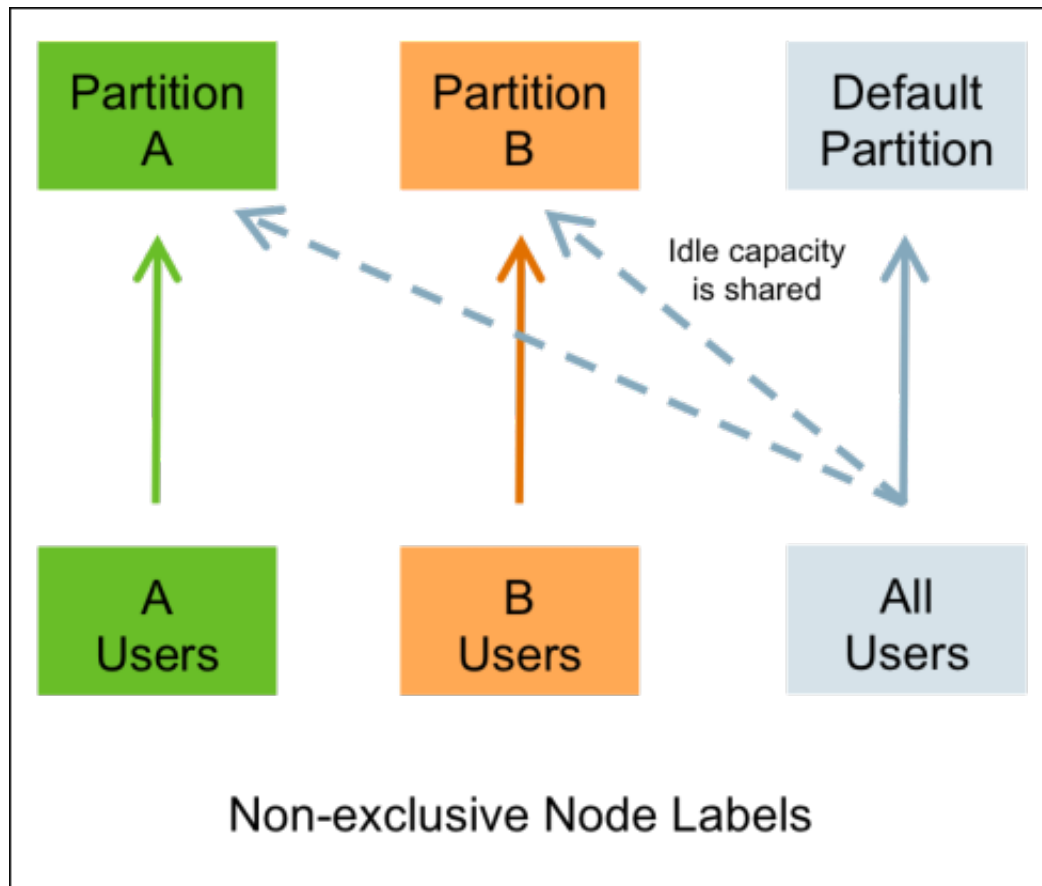 Partition
A
Partition
B
Default
Partition
Idle capacity
is shared
A
Users
B
Users
All
Users
Non-exclusive Node Labels